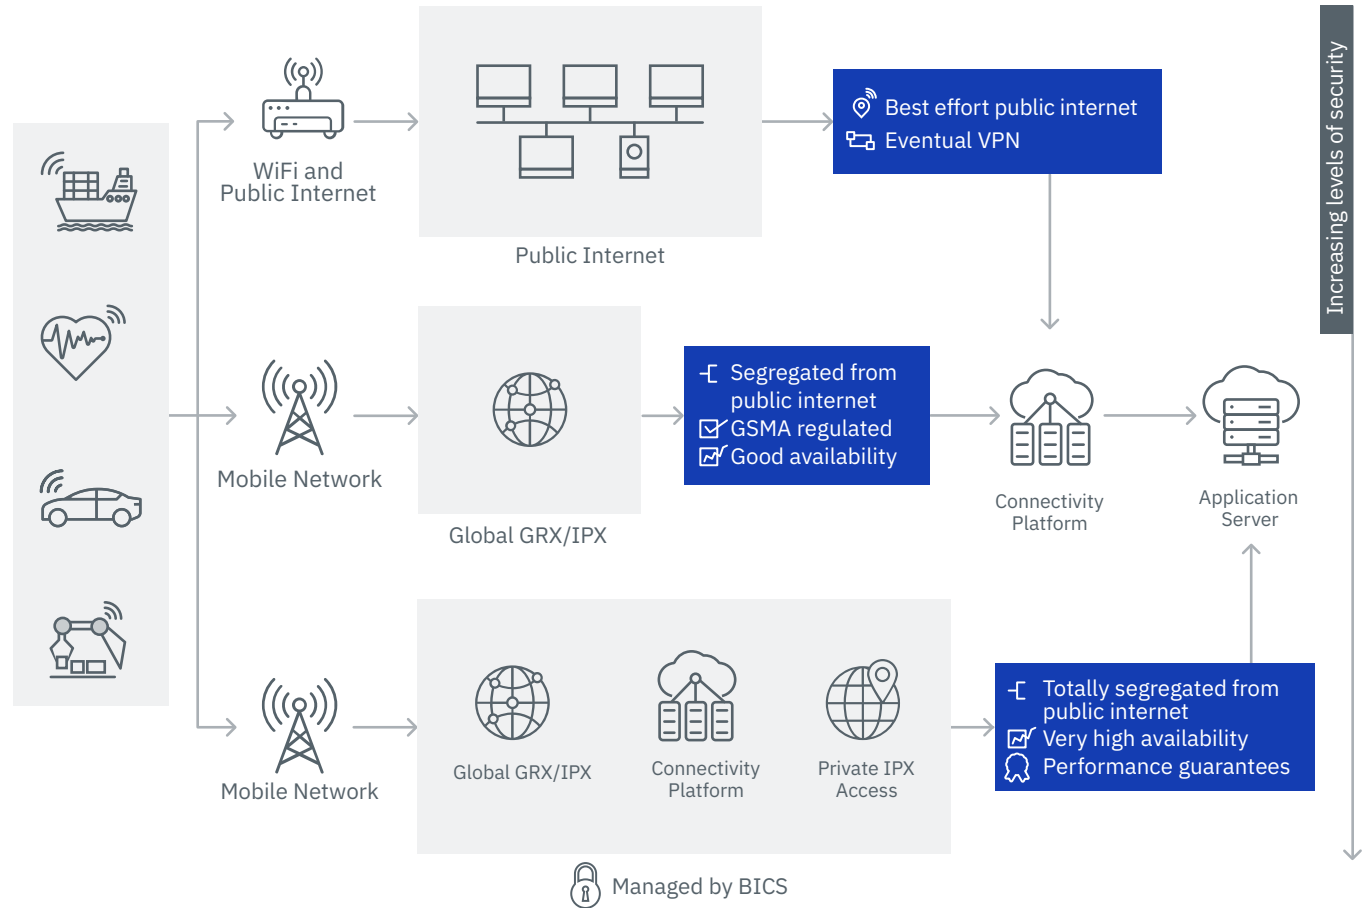 WiFi and
Public Internet
Public Internet
Best effort public internet
Eventual VPN
Increasing levels of security
Mobile Network
Global GRX/IPX
Segregated from
public internet
GSMA regulated
Good availability
Connectivity
Platform
Application
Server
Mobile Network
Global GRX/IPX
Connectivity
Platform
Private IPX
Access
Totally segregated from
public internet
Very high availability
Performance guarantees
Managed by BICS